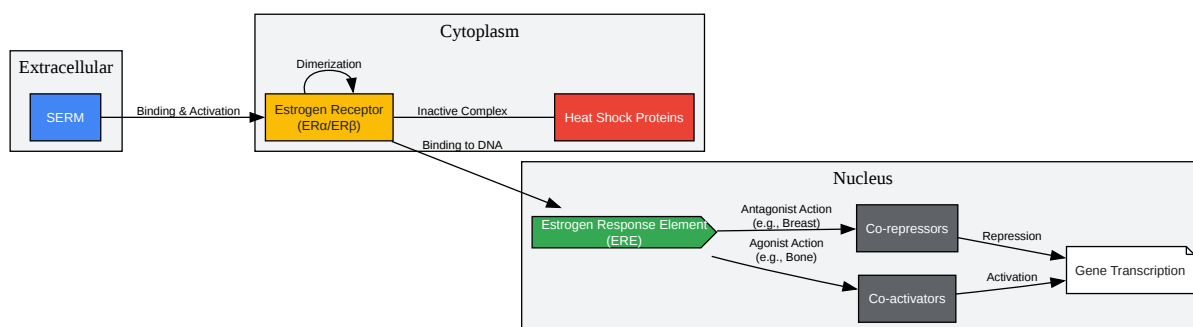 Extracellular
SERM
Binding & Activation
Cytoplasm
Dimerization
Estrogen Receptor
(ERα/ERβ)
Inactive Complex
Heat Shock Proteins
Binding to DNA
Nucleus
Estrogen Response Element
(ERE)
Antagonist Action
(e.g., Breast)
Agonist Action
(e.g., Bone)
Co-repressors
Co-activators
Repression
Activation
Gene Transcription